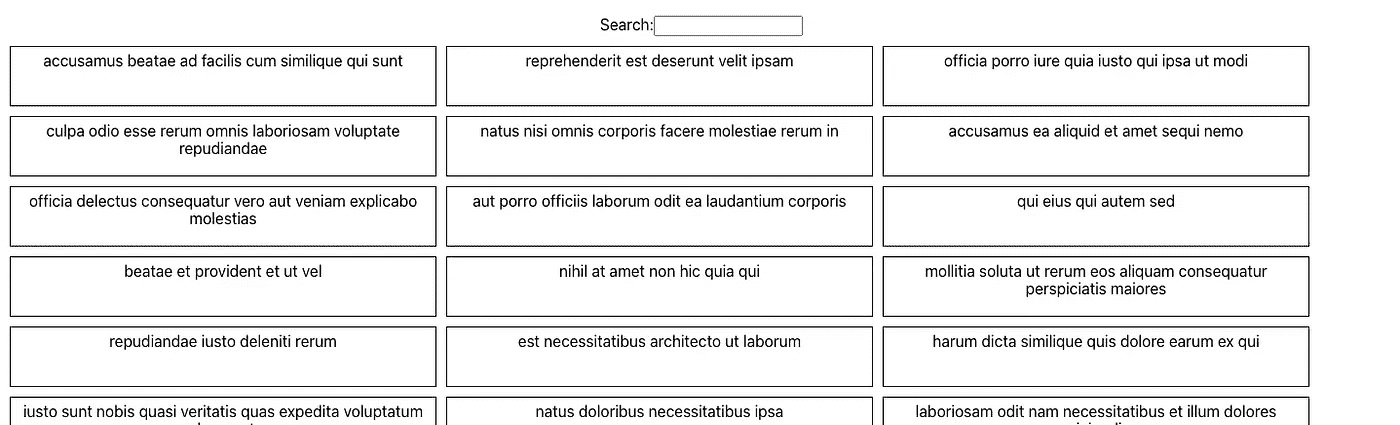 Search:
accusamus beatae ad facilis cum similique qui sunt
reprehenderit est deserunt velit ipsam
officia porro iure quia iusto qui ipsa ut modi
culpa odio esse rerum omnis laboriosam voluptate
repudiandae
natus nisi omnis corporis facere molestiae rerum in
accusamus ea aliquid et amet sequi nemo
officia delectus consequatur vero aut veniam explicabo
molestias
aut porro officiis laborum odit ea laudantium corporis
qui eius qui autem sed
beatae et provident et ut vel
nihil at amet non hic quia qui
mollitia soluta ut rerum eos aliquam consequatur
perspiciatis maiores
repudiandae iusto deleniti rerum
est necessitatibus architecto ut laborum
harum dicta similique quis dolore earum ex qui
iusto sunt nobis quasi veritatis quas expedita voluptatum
natus doloribus necessitatibus ipsa
laboriosam odit nam necessitatibus et illum dolores